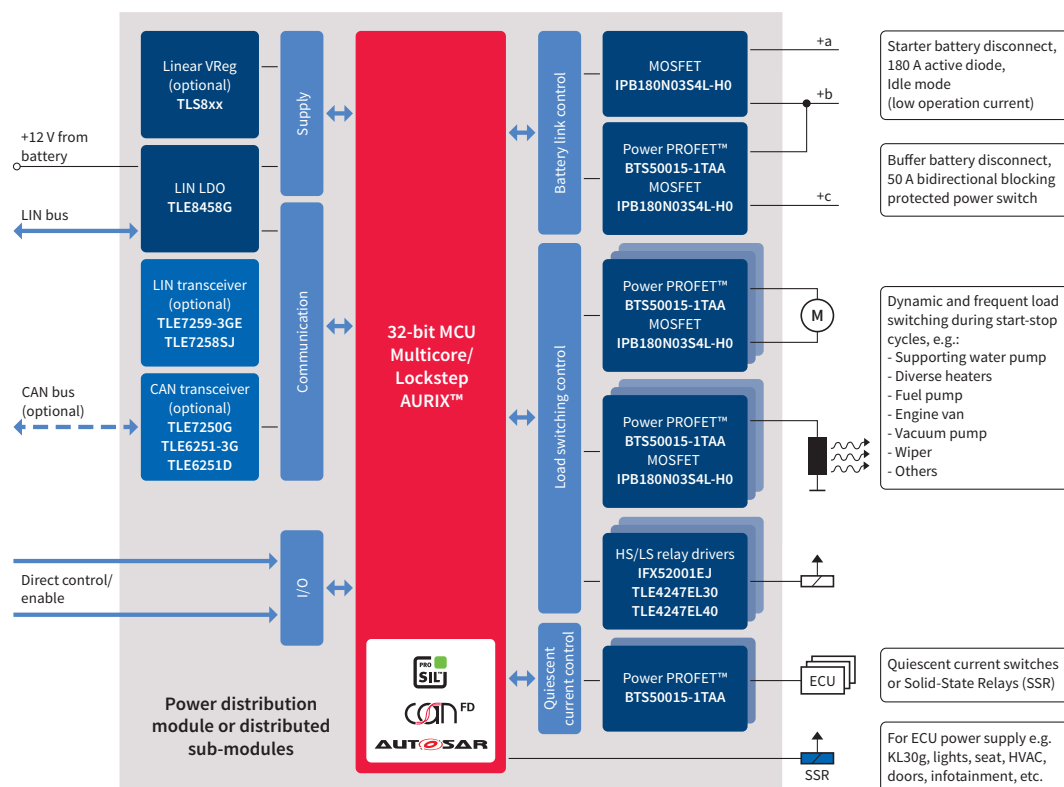 Linear VReg
(optional)
TLS8xx
+12 V from
battery
LIN LDO
TLE8458G
LIN bus
LIN transceiver
(optional)
TLE7259-3GE
TLE7258SJ
CAN bus
(optional)
CAN transceiver
(optional)
TLE7250G
TLE6251-3G
TLE6251D
Direct control/
enable
Supply
Communication
I/O
Power distribution
module or distributed
sub-modules
32-bit MCU
Multicore/
Lockstep
AURIX™
PRO
SIL™
CAN FD
AUTOSAR
Battery link control
Load switching control
Quiescent
current control
MOSFET
IPB180N03S4L-H0
Power PROFET™
BTS50015-1TAA
MOSFET
IPB180N03S4L-H0
Power PROFET™
BTS50015-1TAA
MOSFET
IPB180N03S4L-H0
Power PROFET™
BTS50015-1TAA
MOSFET
IPB180N03S4L-H0
HS/LS relay drivers
IFX52001EJ
TLE4247EL30
TLE4247EL40
Power PROFET™
BTS50015-1TAA
+a
+b
+c
M
ECU
SSR
Starter battery disconnect,
180 A active diode,
Idle mode
(low operation current)
Buffer battery disconnect,
50 A bidirectional blocking
protected power switch
Dynamic and frequent load
switching during start-stop
cycles, e.g.:
- Supporting water pump
- Diverse heaters
- Fuel pump
- Engine van
- Vacuum pump
- Wiper
- Others
Quiescent current switches
or Solid-State Relays (SSR)
For ECU power supply e.g.
KL30g, lights, seat, HVAC,
doors, infotainment, etc.